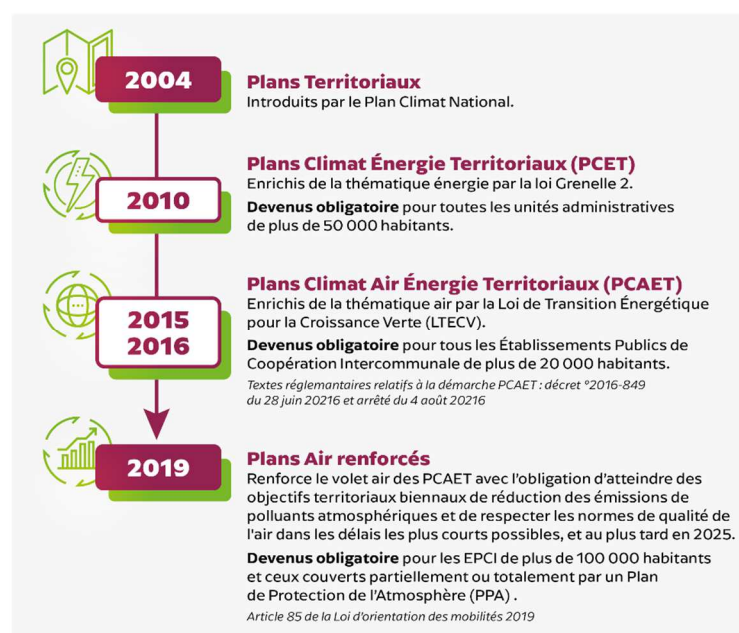 2004
Plans Territoriaux
Introduits par le Plan Climat National.
2010
Plans Climat Énergie Territoriaux (PCET)
Enrichis de la thématique énergie par la loi Grenelle 2.
Devenus obligatoire pour toutes les unités administratives
de plus de 50 000 habitants.
2015
2016
Plans Climat Air Énergie Territoriaux (PCAET)
Enrichis de la thématique air par la Loi de Transition Énergétique
pour la Croissance Verte (LTECV).
Devenus obligatoire pour tous les Établissements Publics de
Coopération Intercommunale de plus de 20 000 habitants.
Textes réglemantaires relatifs à la démarche PCAET : décret °2016-849
du 28 juin 20216 et arrêté du 4 août 20216
2019
Plans Air renforcés
Renforce le volet air des PCAET avec l'obligation d'atteindre des
objectifs territoriaux biennaux de réduction des émissions de
polluants atmosphériques et de respecter les normes de qualité de
l'air dans les délais les plus courts possibles, et au plus tard en 2025.
Devenus obligatoire pour les EPCI de plus de 100 000 habitants
et ceux couverts partiellement ou totalement par un Plan
de Protection de l'Atmosphère (PPA) .
Article 85 de la Loi d'orientation des mobilités 2019